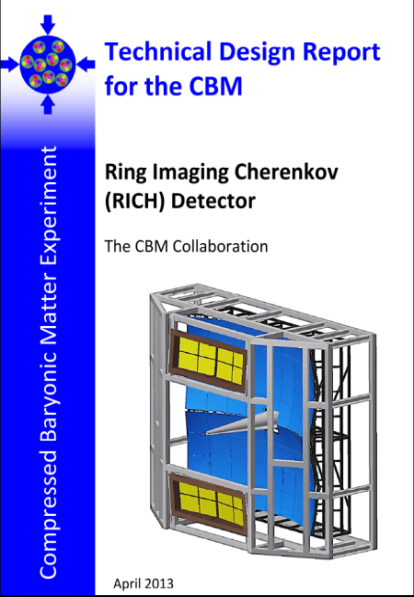 Technical Design Report
for the CBM
Ring Imaging Cherenkov
(RICH) Detector
The CBM Collaboration
Compressed Baryonic Matter Experiment
April 2013